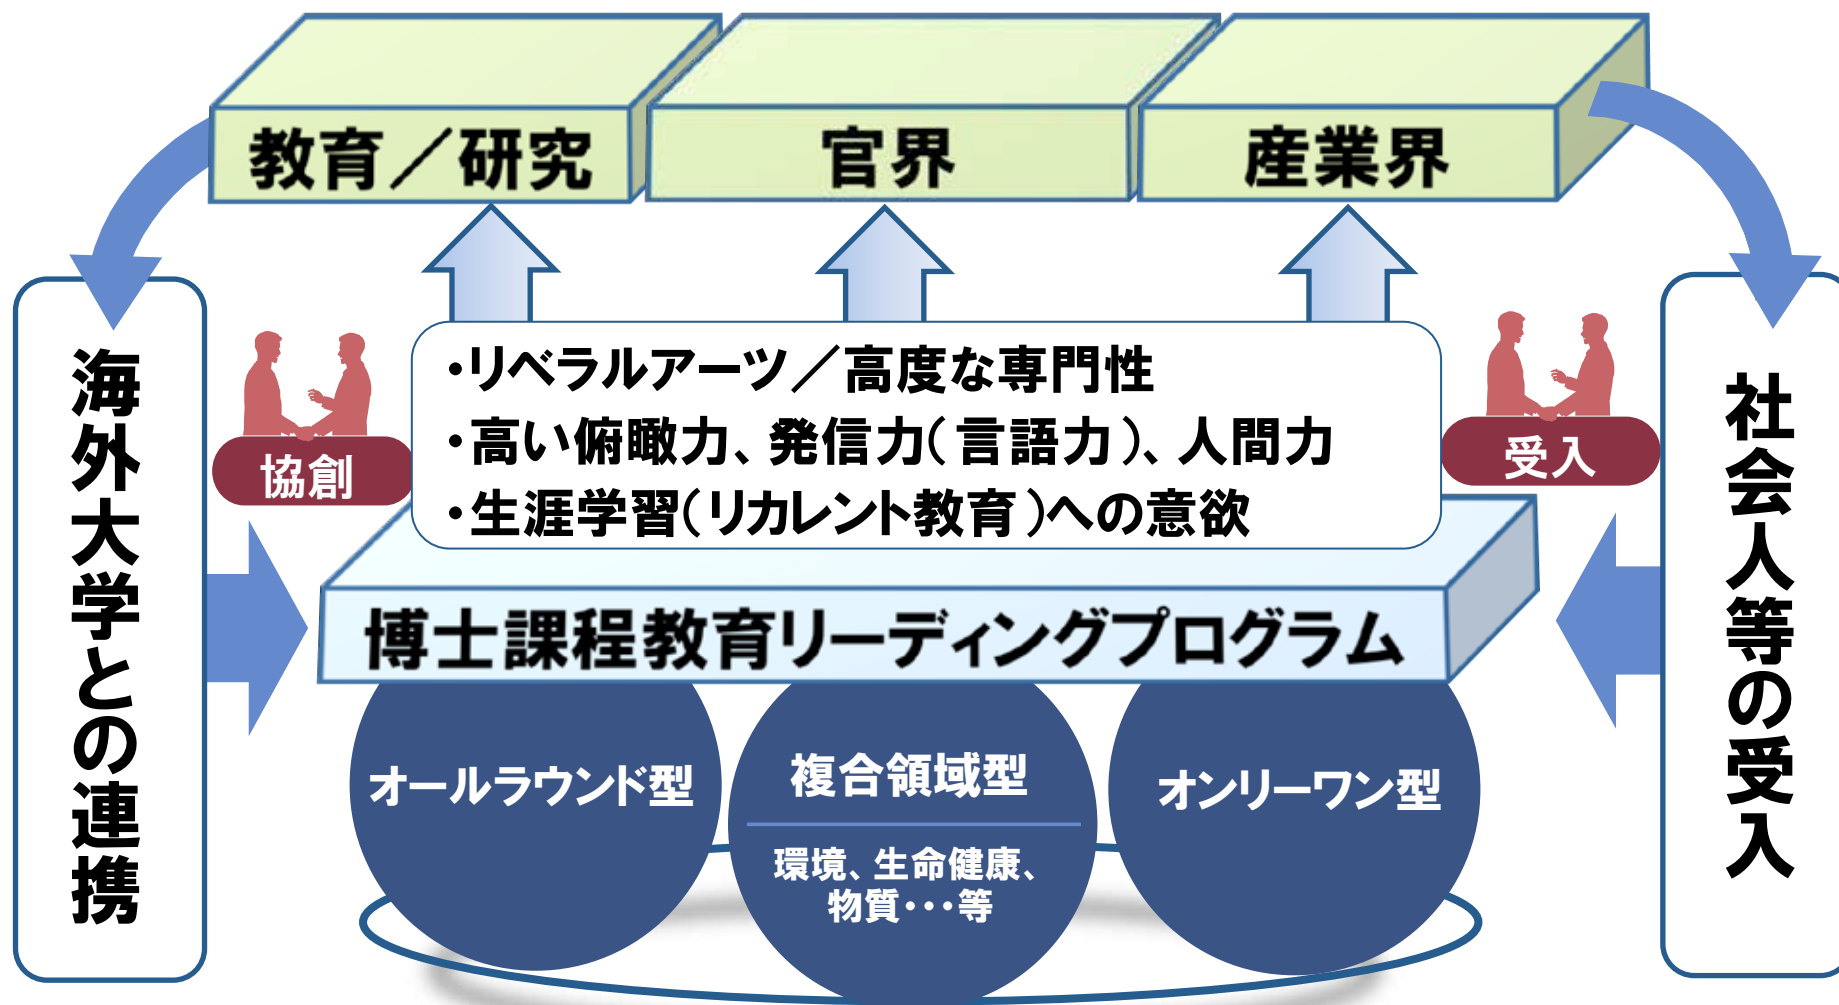 教育／研究
官界
産業界
海外大学との連携
協創
・リベラルアーツ／高度な専門性
・高い俯瞰力、発信力(言語力)、人間力
・生涯学習(リカレント教育)への意欲
受入
社会人等の受入
博士課程教育リーディングプログラム
オールラウンド型
複合領域型
環境、生命健康、
物質・・・等
オンリーワン型